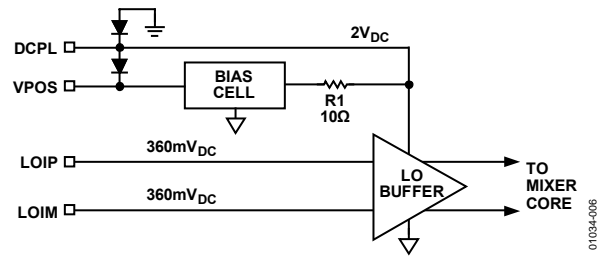 DCPL
2VDC
VPOS
BIAS
CELL
R1
10Ω
LOIP
360mVDC
LO
BUFFER
TO
MIXER
CORE
LOIM
360mVDC
01034-006